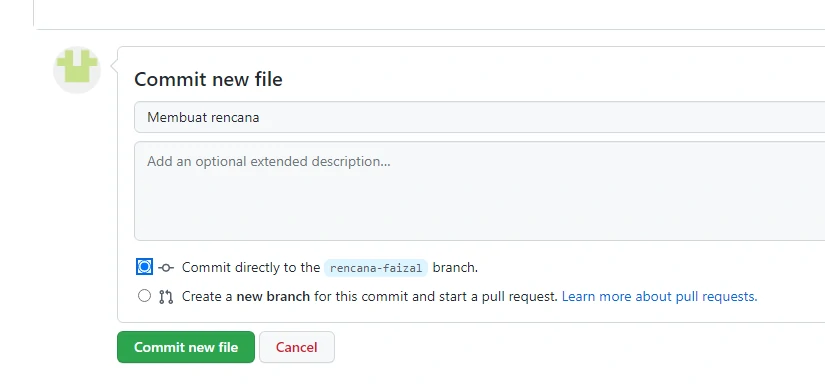 Commit new file
Membuat rencana
Add an optional extended description...
Commit directly to the rencana-faizal branch.
Create a new branch for this commit and start a pull request. Learn more about pull requests.
Commit new file Cancel